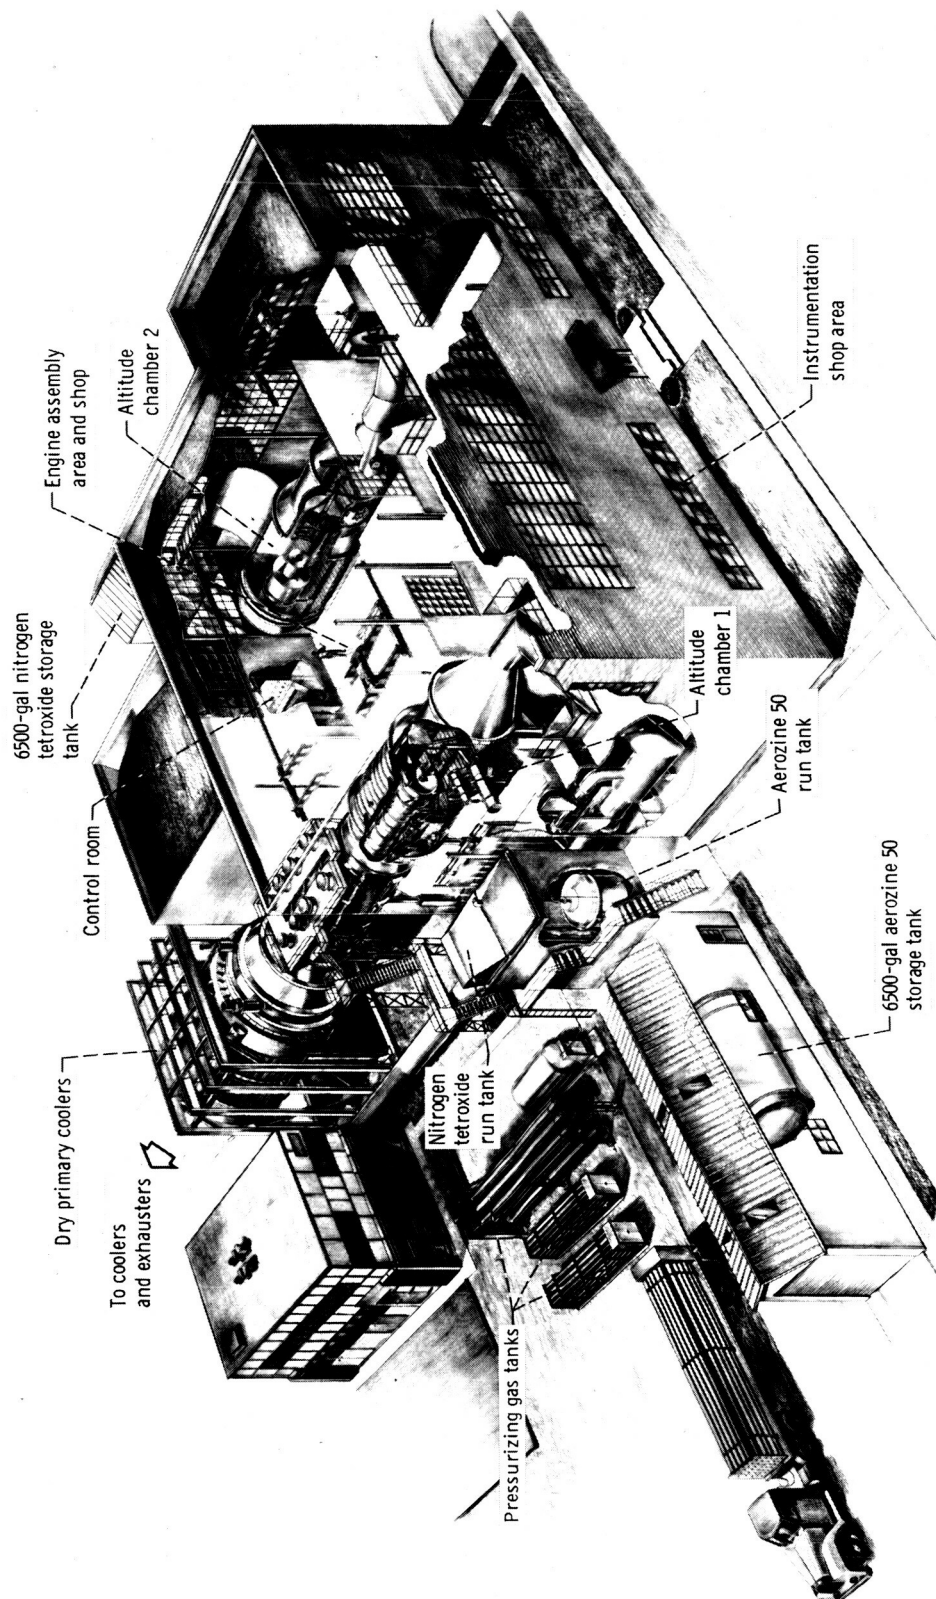 Dry primary coolers
To coolers
and exhausters
Control room
6500-gal nitrogen
tetroxide storage
tank
Engine assembly
area and shop
Altitude
chamber 2
Nitrogen
tetroxide
run tank
Pressurizing gas tanks
Altitude
chamber 1
Instrumentation
shop area
Aerozine 50
run tank
6500-gal aerozine 50
storage tank